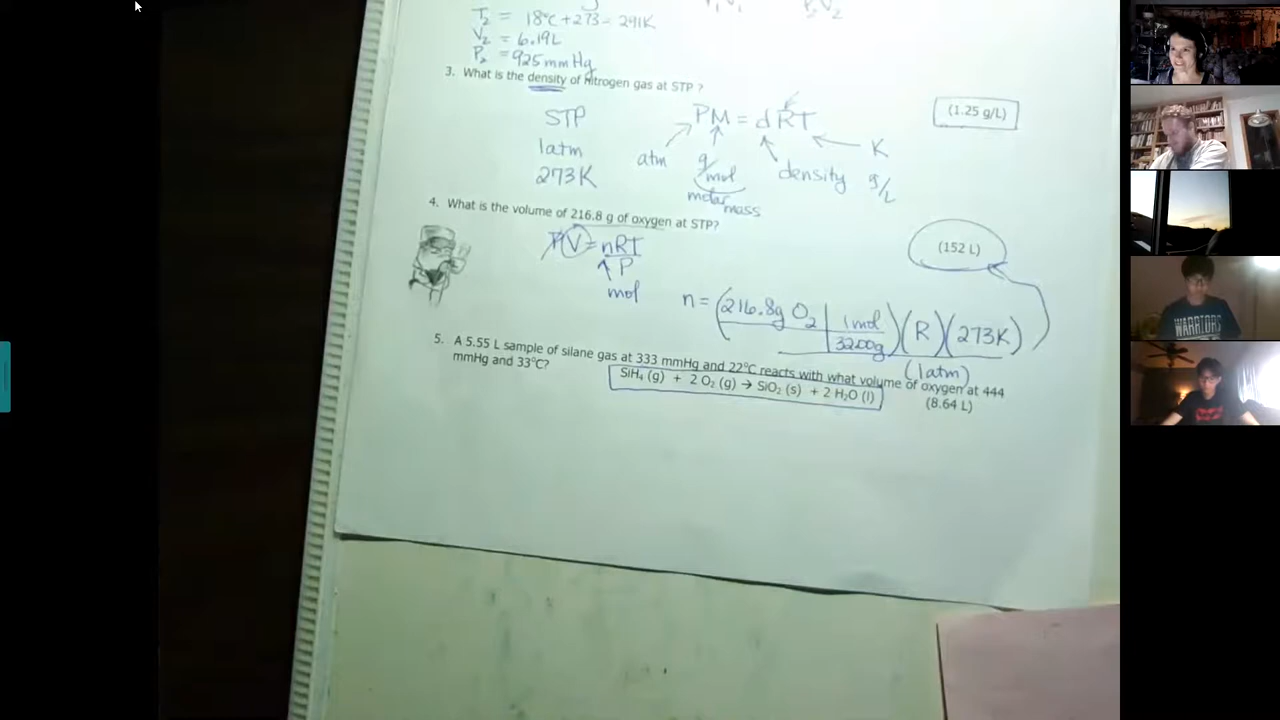 T₂ = 18°C + 273 = 291K
V₂ = 6.19L
P₂ = 925 mmHg
3. What is the density of nitrogen gas at STP ?
(1.25 g/L)
STP
1atm
273K
PM = dRT
atm
g/mol
molar mass
density
K
g/L
4. What is the volume of 216.8 g of oxygen at STP?
(152 L)
PV = nRT
P
mol
n = (216.8g O₂ | 1mol) (R) (273K)
32.00g
(1atm)
5. A 5.55 L sample of silane gas at 333 mmHg and 22°C reacts with what volume of oxygen at 444
mmHg and 33°C?
SiH₄ (g) + 2 O₂ (g) → SiO₂ (s) + 2 H₂O (l)
(8.64 L)
WARRIORS